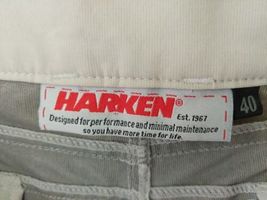 HARKEN®
Est. 1967
Designed for performance and minimal maintenance
so you have more time for life.
40